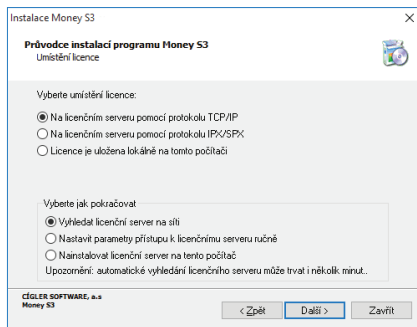 Instalace Money S3
Průvodce instalací programu Money S3
Umístění licence
Vyberte umístění licence:
Na licenčním serveru pomocí protokolu TCP/IP
Na licenčním serveru pomocí protokolu IPX/SPX
Licence je uložena lokálně na tomto počítači
Vyberte jak pokračovat
Vyhledat licenční server na síti
Nastavit parametry přístupu k licenčnímu serveru ručně
Nainstalovat licenční server na tento počítač
Upozornění: automatické vyhledání licenčního serveru může trvat i několik minut..
CÍGLER SOFTWARE, a.s
Money S3
< Zpět Další > Zavřít